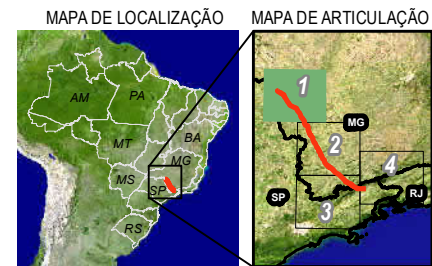 MAPA DE LOCALIZAÇÃO
MAPA DE ARTICULAÇÃO
AM
PA
MT
BA
MG
MS
SP
RS
1
MG
2
4
SP
3
RJ